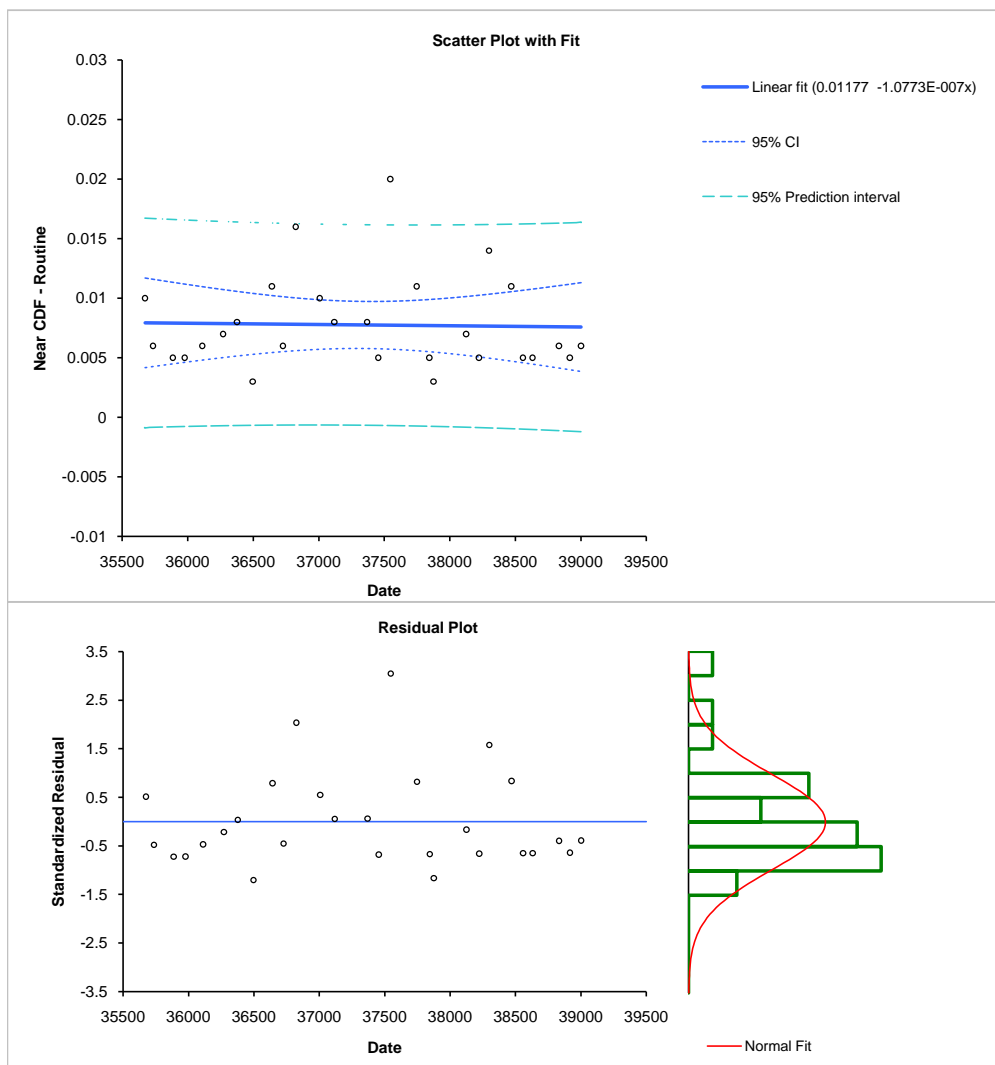 Scatter Plot with Fit
0.03
0.025
0.02
0.015
0.01
0.005
0
-0.005
-0.01
Near CDF - Routine
35500 36000 36500 37000 37500 38000 38500 39000 39500
Date
Linear fit (0.01177 -1.0773E-007x)
95% CI
95% Prediction interval
Residual Plot
3.5
2.5
1.5
0.5
-0.5
-1.5
-2.5
-3.5
Standardized Residual
35500 36000 36500 37000 37500 38000 38500 39000 39500
Date
Normal Fit